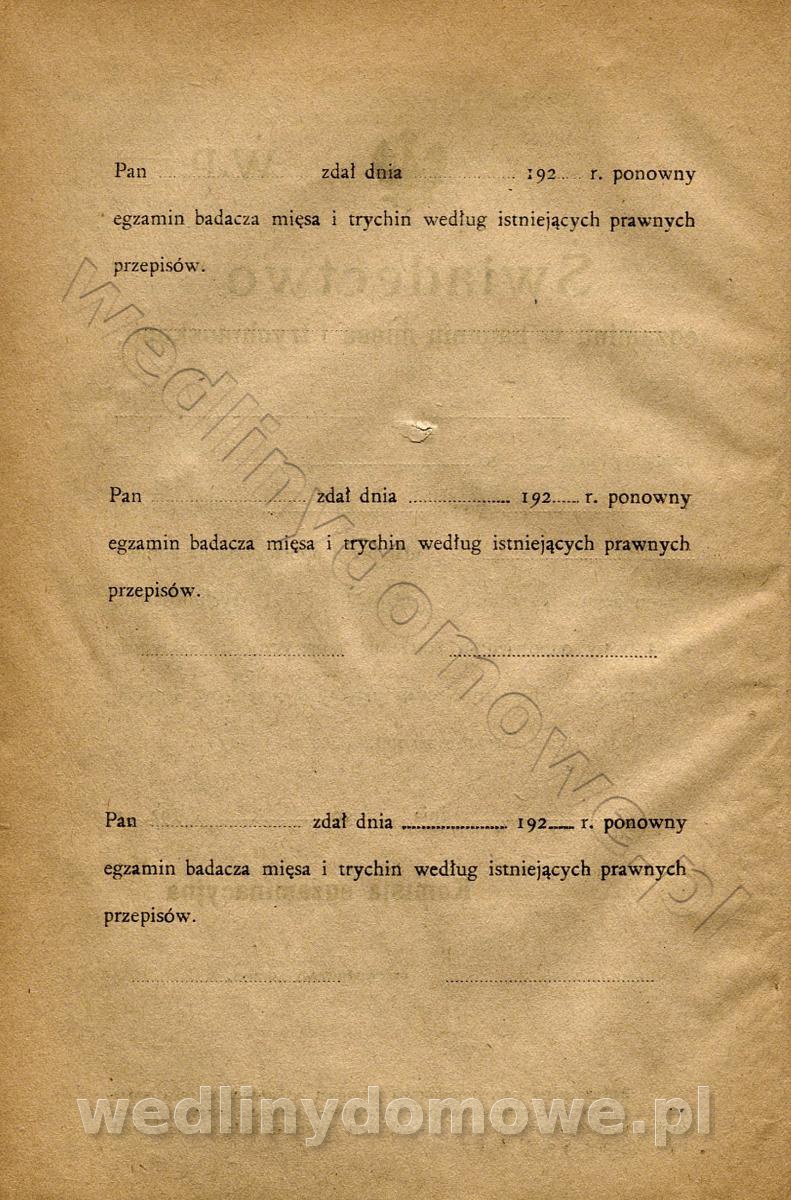 Pan .................... zdał dnia .................... 192..... r. ponowny
egzamin badacza mięsa i trychin według istniejących prawnych
przepisów.
Pan .................... zdał dnia .................... 192..... r. ponowny
egzamin badacza mięsa i trychin według istniejących prawnych
przepisów.
Pan .................... zdał dnia .................... 192..... r. ponowny
egzamin badacza mięsa i trychin według istniejących prawnych
przepisów.
wedlinydomowe.pl
wedlinydomowe.pl